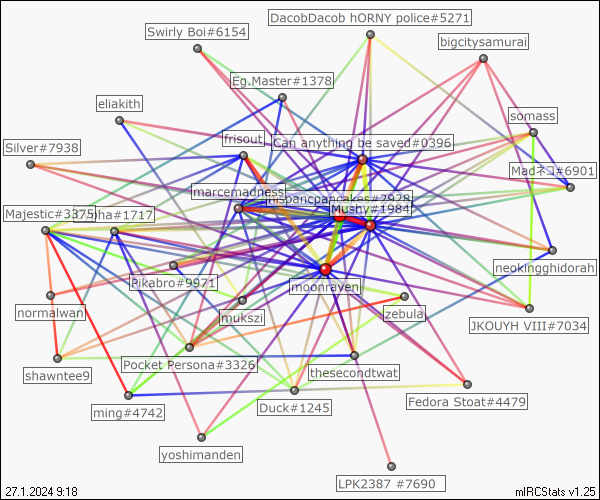 DacobDacob hORNY police#5271
Swirly Boi#6154
bigcitysamurai
Eg.Master#1378
eliakith
somass
frisout
Can anything be saved#0396
Silver#7938
Madネコ#6901
marcemadness
hispancpancakes#2928
Mushy#1984
Majestic#3375
ha#1717
neokingghidorah
Pikabro#9971
moonraven
normalwan
mukszi
zebula
JKOUYH VIII#7034
Pocket Persona#3326
thesecondtwat
shawntee9
Fedora Stoat#4479
ming#4742
Duck#1245
yoshimanden
LPK2387 #7690
27.1.2024 9:18
mIRCStats v1.25